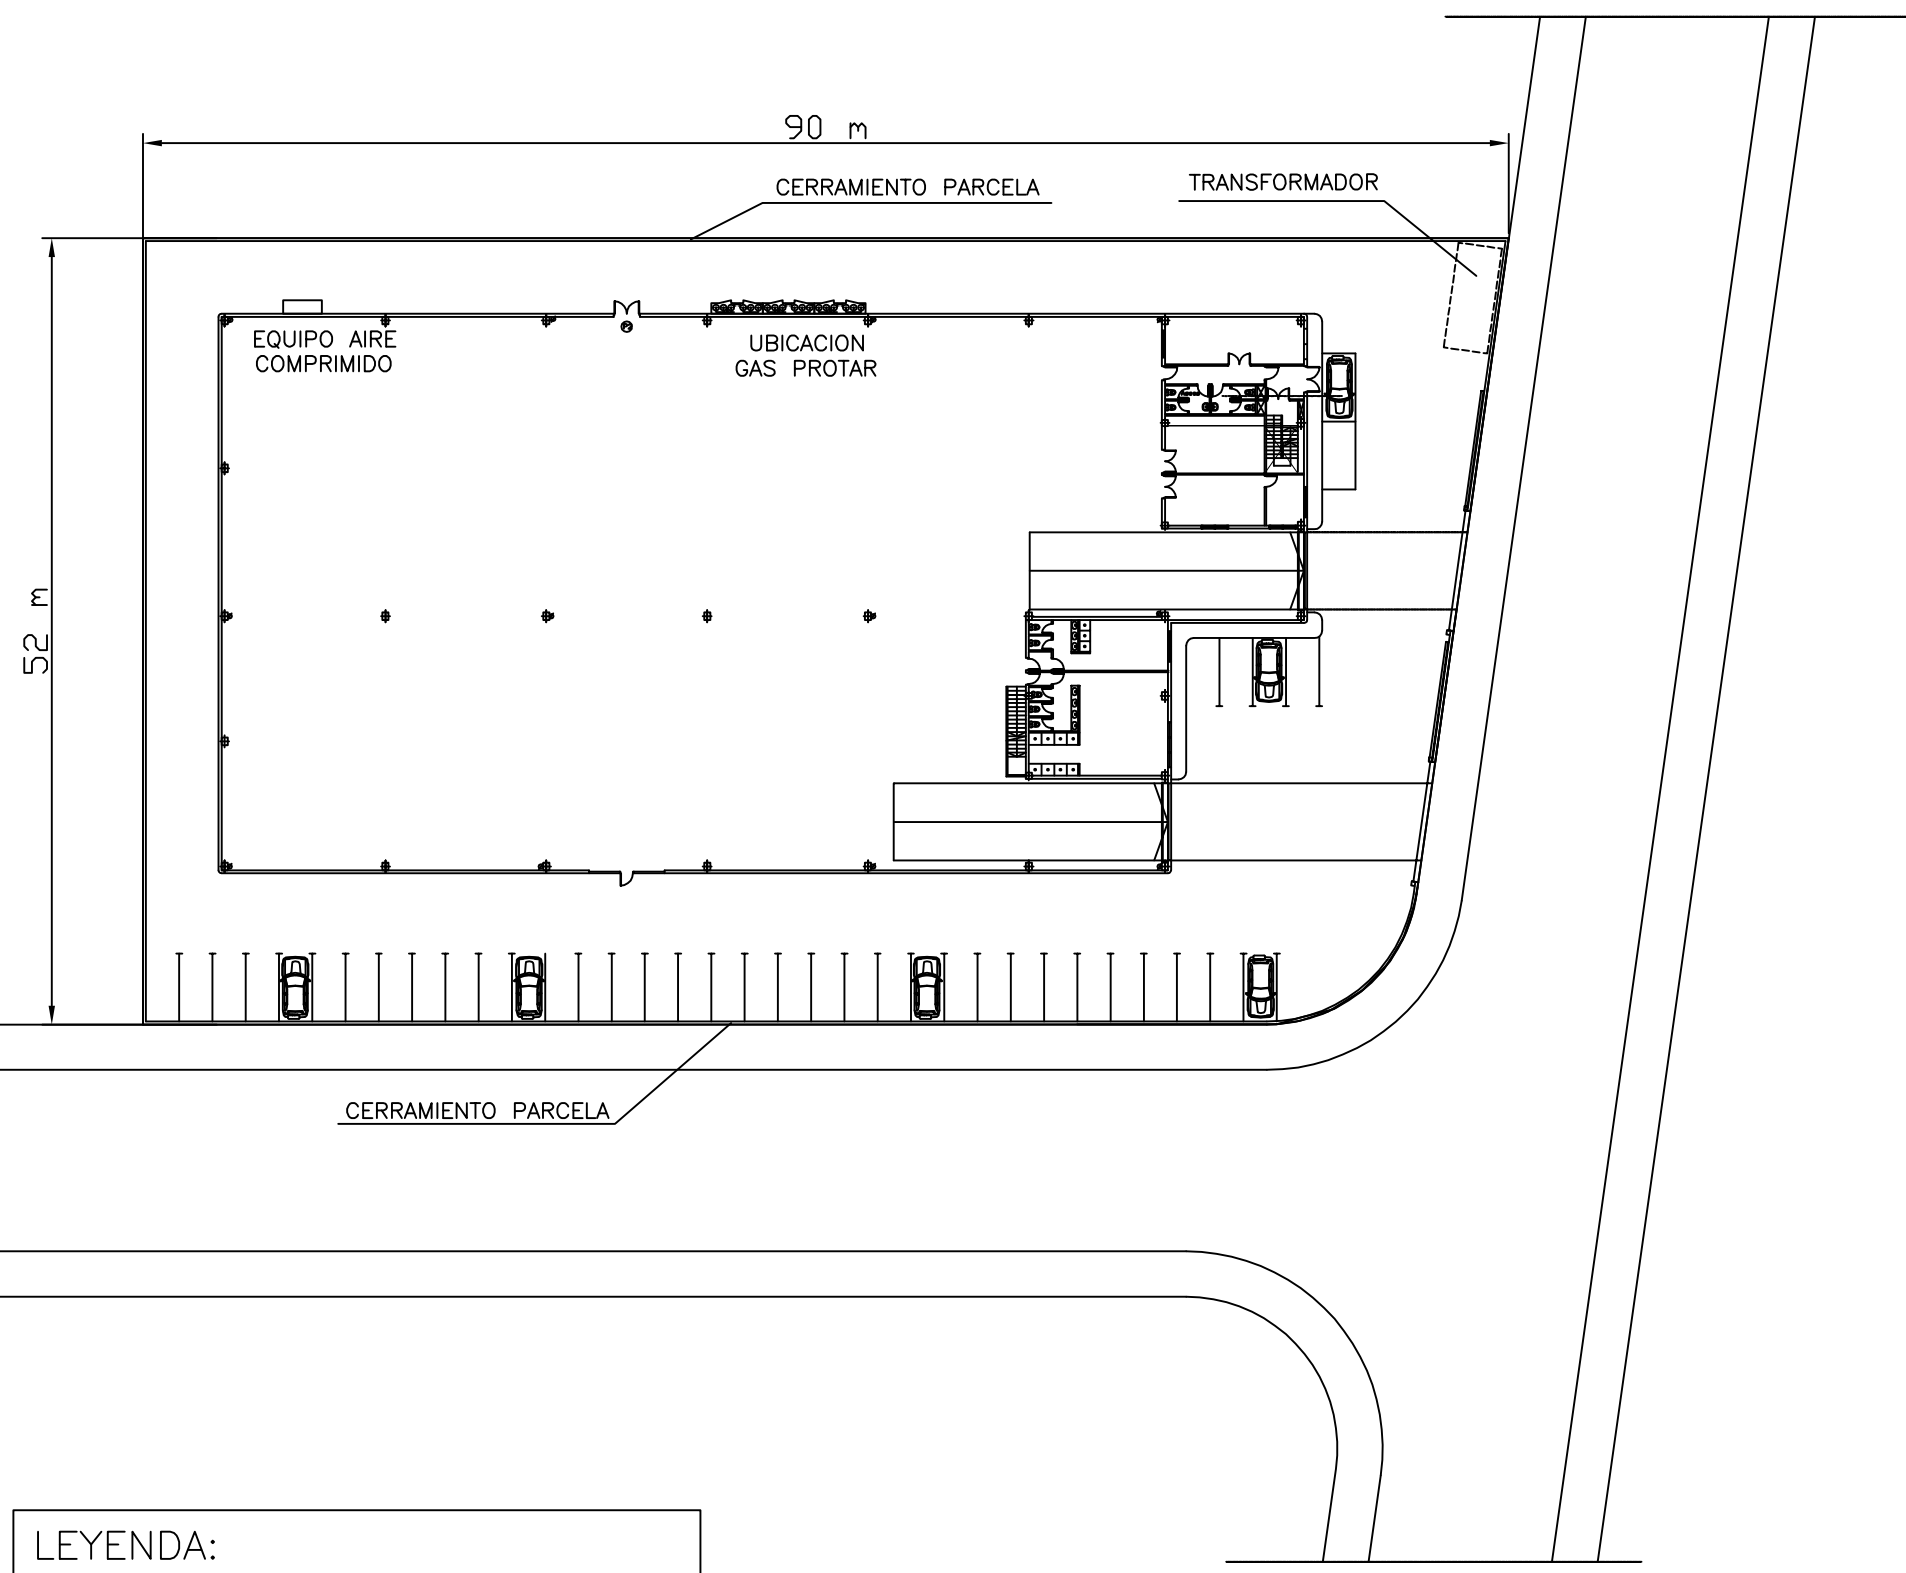 90 m
CERRAMIENTO PARCELA
TRANSFORMADOR
EQUIPO AIRE
COMPRIMIDO
UBICACION
GAS PROTAR
52 m
CERRAMIENTO PARCELA
LEYENDA: